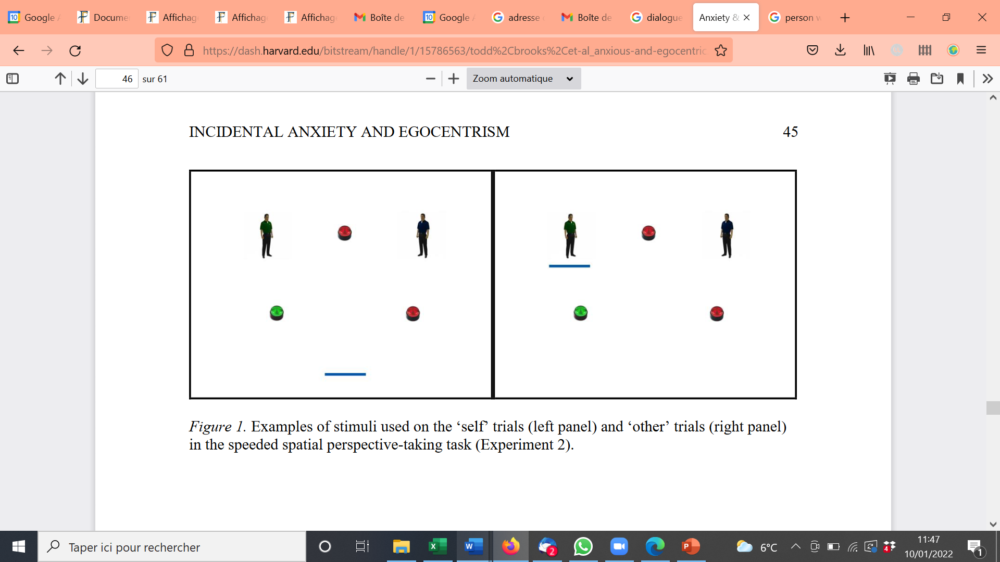 Google
Docume
Affichag
Affichag
Affichag
Boîte de
Google
adresse
Boîte de
dialogue
Anxiety &
person
https://dash.harvard.edu/bitstream/handle/1/15786563/todd%2Cbrooks%2Cet-al_anxious-and-egocentric
46 sur 61
Zoom automatique
INCIDENTAL ANXIETY AND EGOCENTRISM 45
Figure 1. Examples of stimuli used on the ‘self’ trials (left panel) and ‘other’ trials (right panel)
in the speeded spatial perspective-taking task (Experiment 2).
Taper ici pour rechercher
2
6°C
4
11:47
10/01/2022
1